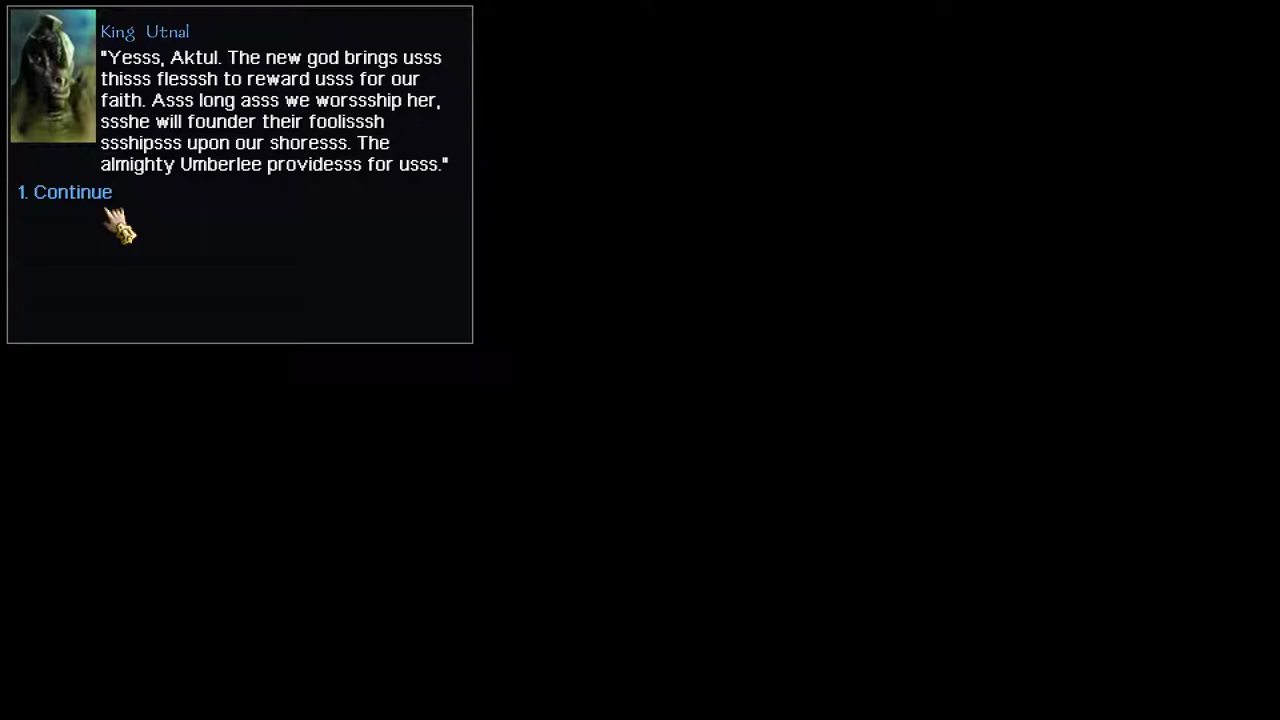 King Utnal
"Yesss, Aktul. The new god brings usss
thisss flesssh to reward usss for our
faith. Asss long asss we worssship her,
ssshe will founder their foolisssh
ssshipsss upon our shoresss. The
almighty Umberlee providesss for usss."
1. Continue